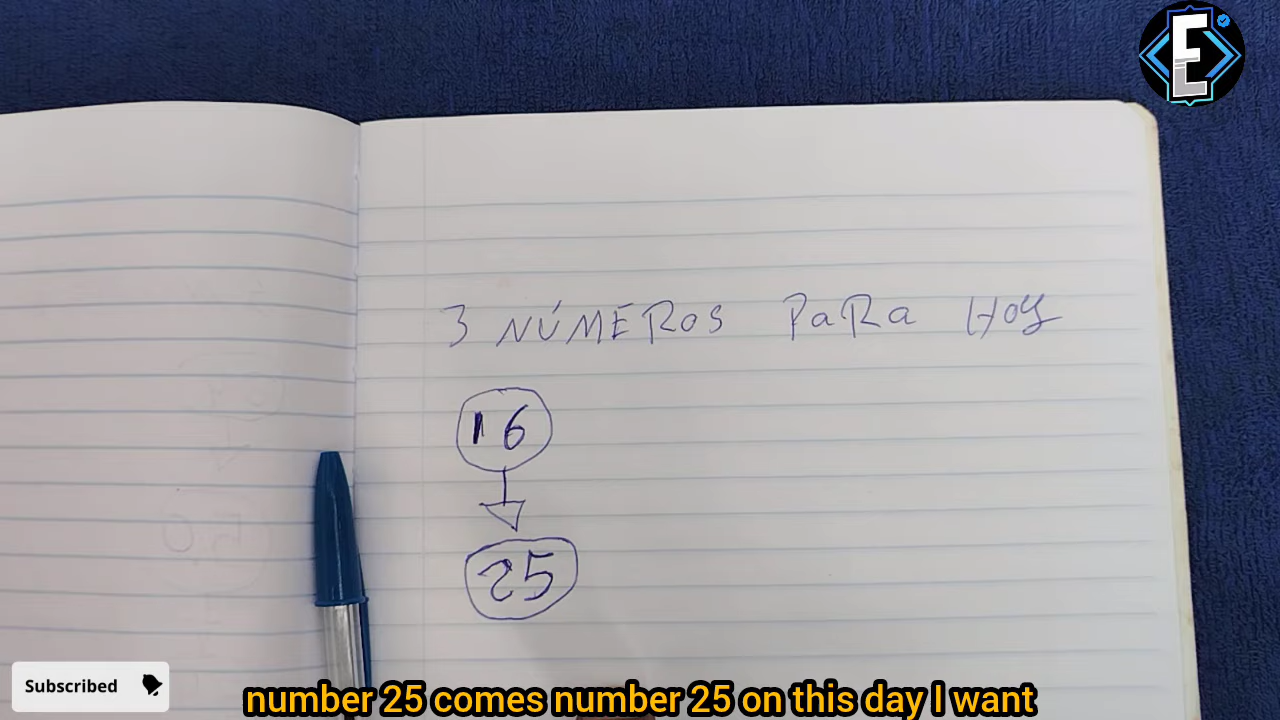 E
3 NÚMEROS PaRa HOY
16
25
Subscribed
number 25 comes number 25 on this day I want